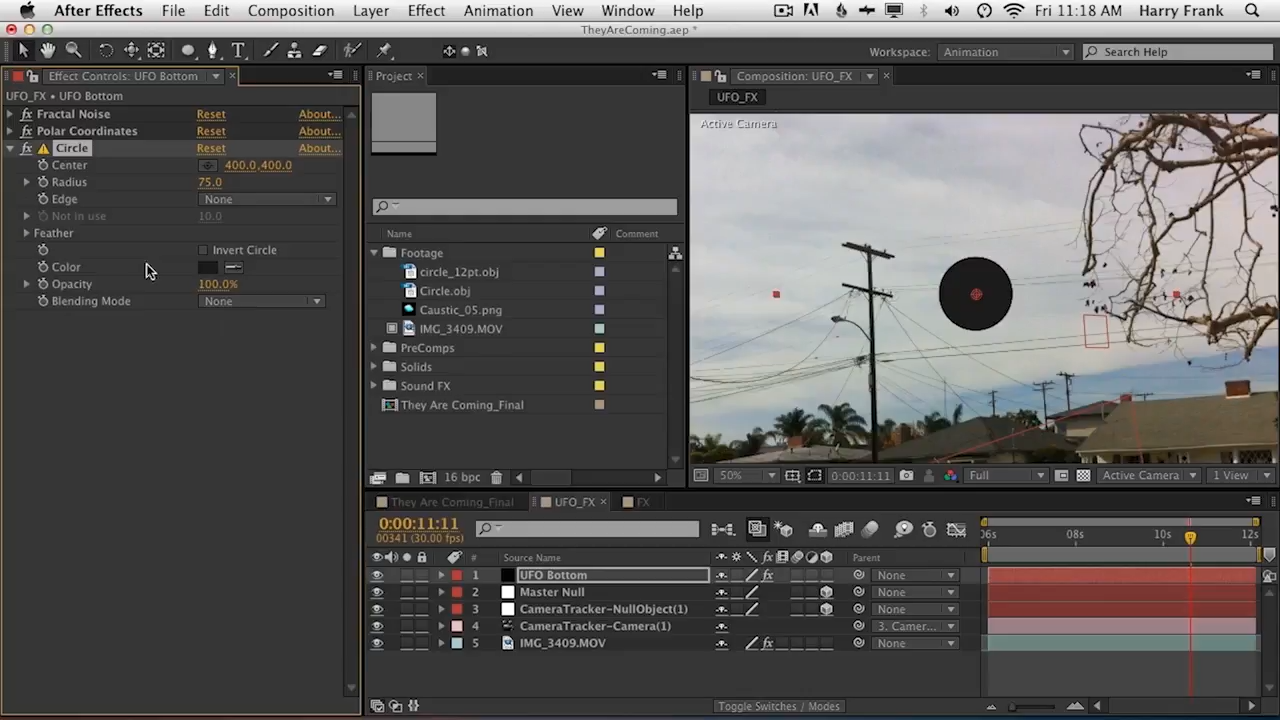 After Effects File Edit Composition Layer Effect Animation View Window Help Fri 11:18 AM Harry Frank
TheyAreComing.aep *
Workspace: Animation Search Help
Effect Controls: UFO Bottom
UFO_FX • UFO Bottom
fx Fractal Noise Reset About...
fx Polar Coordinates Reset About...
fx Circle Reset About...
Center 400.0,400.0
Radius 75.0
Edge None
Not in use 10.0
Feather
Invert Circle
Color
Opacity 100.0%
Blending Mode None
Project
Name Comment
Footage
circle_12pt.obj
Circle.obj
Caustic_05.png
IMG_3409.MOV
PreComps
Solids
Sound FX
They Are Coming_Final
16 bpc
Composition: UFO_FX
UFO_FX
Active Camera
50% 0:00:11:11 Full Active Camera 1 View
They Are Coming_Final UFO_FX FX
0:00:11:11
00341 (30.00 fps)
06s 08s 10s 12s
# Source Name fx Parent
1 UFO Bottom fx None
2 Master Null None
3 CameraTracker-NullObject(1) None
4 CameraTracker-Camera(1) 3. Camer...
5 IMG_3409.MOV fx None
Toggle Switches / Modes